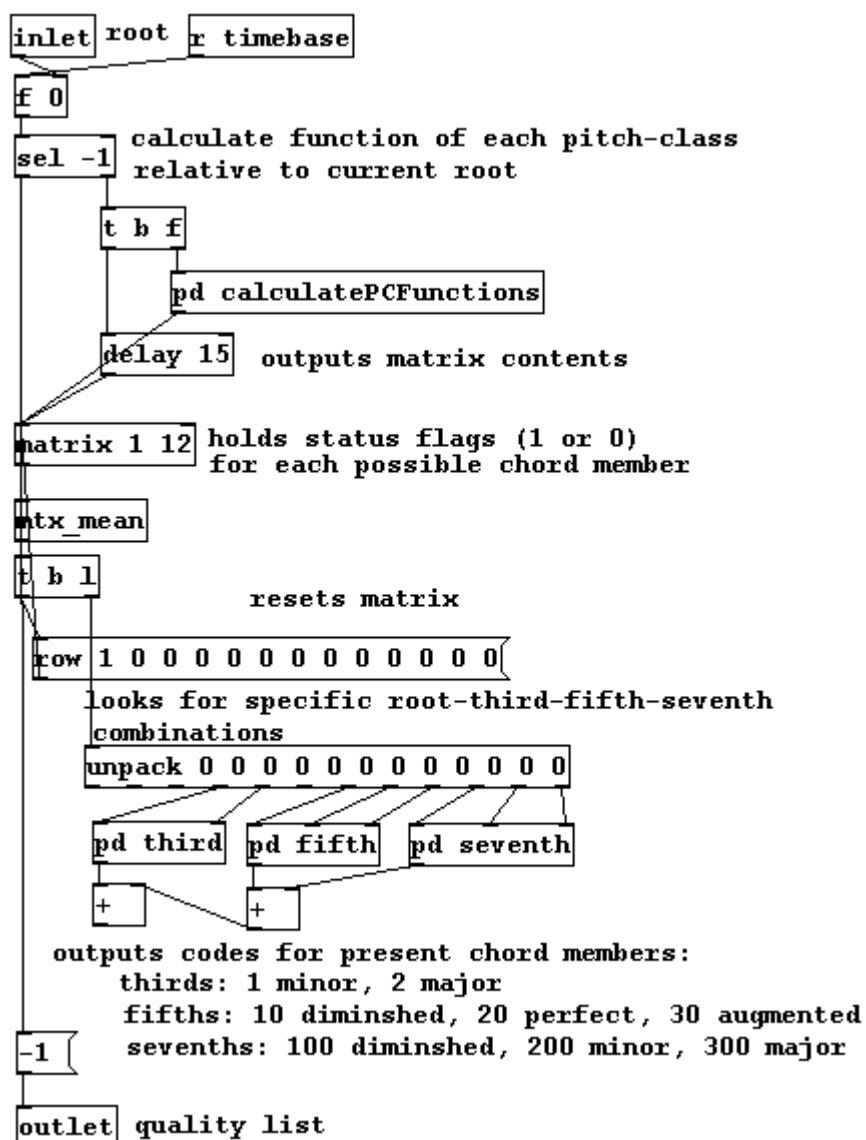 inlet root r timebase
f 0
sel -1
calculate function of each pitch-class
relative to current root
t b f
pd calculatePCFunctions
delay 15 outputs matrix contents
matrix 1 12 holds status flags (1 or 0)
for each possible chord member
mtx_mean
t b l
resets matrix
row 1 0 0 0 0 0 0 0 0 0 0 0 0
looks for specific root-third-fifth-seventh
combinations
unpack 0 0 0 0 0 0 0 0 0 0 0 0
pd third pd fifth pd seventh
+ +
outputs codes for present chord members:
thirds: 1 minor, 2 major
fifths: 10 diminshed, 20 perfect, 30 augmented
-1 sevenths: 100 diminshed, 200 minor, 300 major
outlet quality list